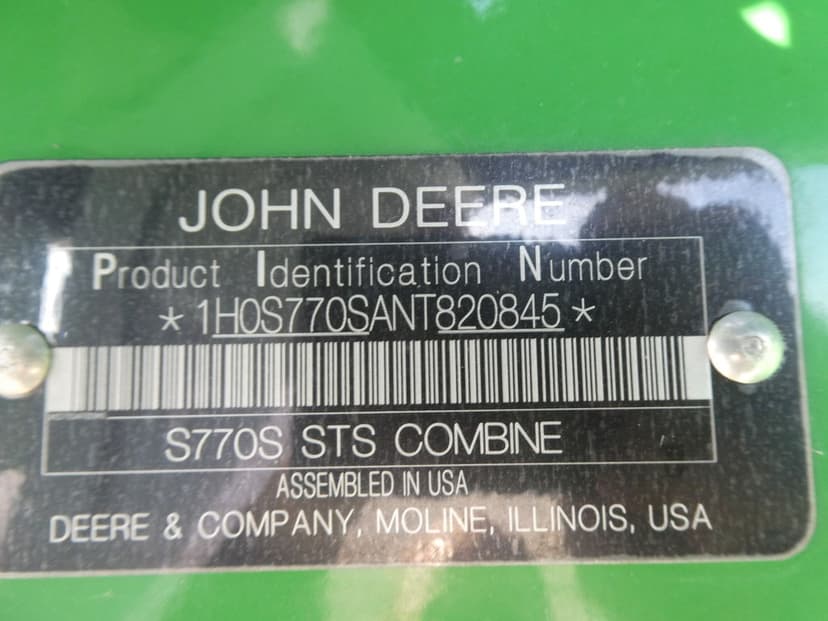 JOHN DEERE
Product Identification Number
*1H0S770SANT820845*
S770S STS COMBINE
ASSEMBLED IN USA
DEERE & COMPANY, MOLINE, ILLINOIS, USA